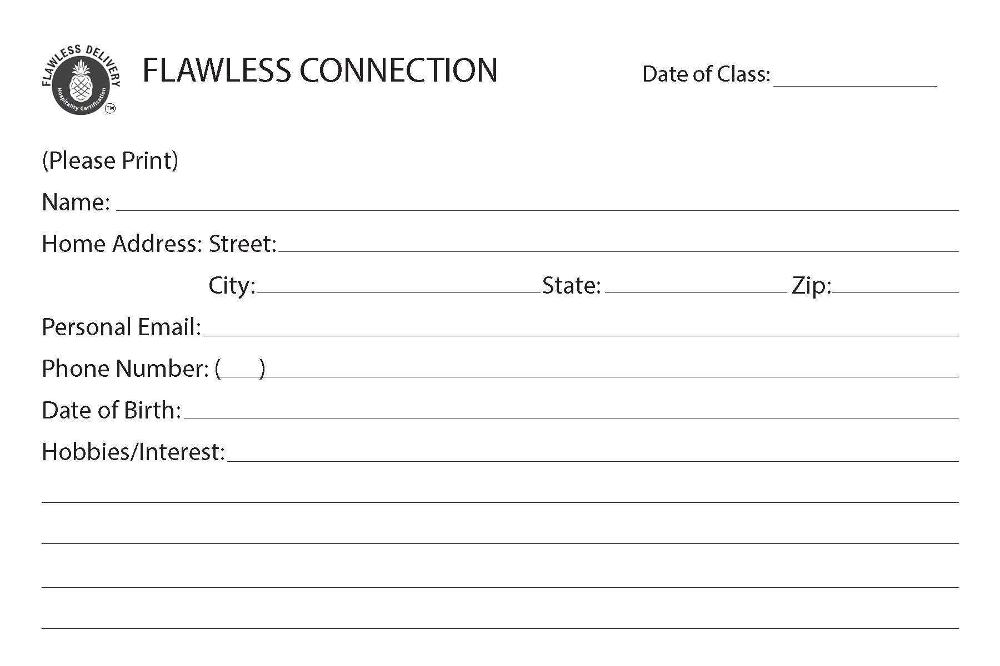 FLAWLESS DELIVERY
Hospitality Certification
TM
FLAWLESS CONNECTION
Date of Class:
(Please Print)
Name:
Home Address: Street:
City: State: Zip:
Personal Email:
Phone Number: ( )
Date of Birth:
Hobbies/Interest: